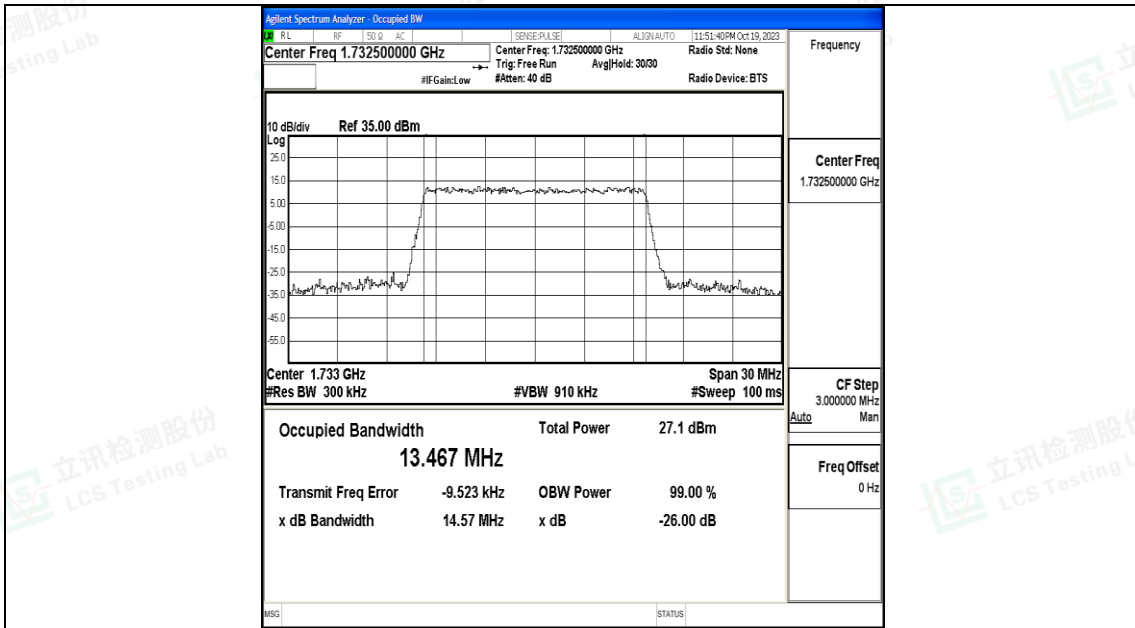 Agilent Spectrum Analyzer - Occupied BW
RL RF 50 Ω AC SENSE:PULSE ALIGN AUTO 11:51:40 PM Oct 19, 2023
Center Freq 1.732500000 GHz
Center Freq: 1.732500000 GHz Radio Std: None
Trig: Free Run Avg|Hold: 30/30
#IFGain:Low #Atten: 40 dB Radio Device: BTS
10 dB/div Ref 35.00 dBm
Log
25.0
15.0
5.00
-5.00
-15.0
-25.0
-35.0
-45.0
-55.0
Center 1.733 GHz Span 30 MHz
#Res BW 300 kHz #VBW 910 kHz #Sweep 100 ms
Occupied Bandwidth Total Power 27.1 dBm
13.467 MHz
Transmit Freq Error -9.523 kHz OBW Power 99.00 %
x dB Bandwidth 14.57 MHz x dB -26.00 dB
MSG STATUS
Frequency
Center Freq
1.732500000 GHz
CF Step
3.000000 MHz
Auto Man
Freq Offset
0 Hz
立讯检测股份
LCS Testing Lab
立讯检测股份
LCS Testing L
测股份
sting Lab
立